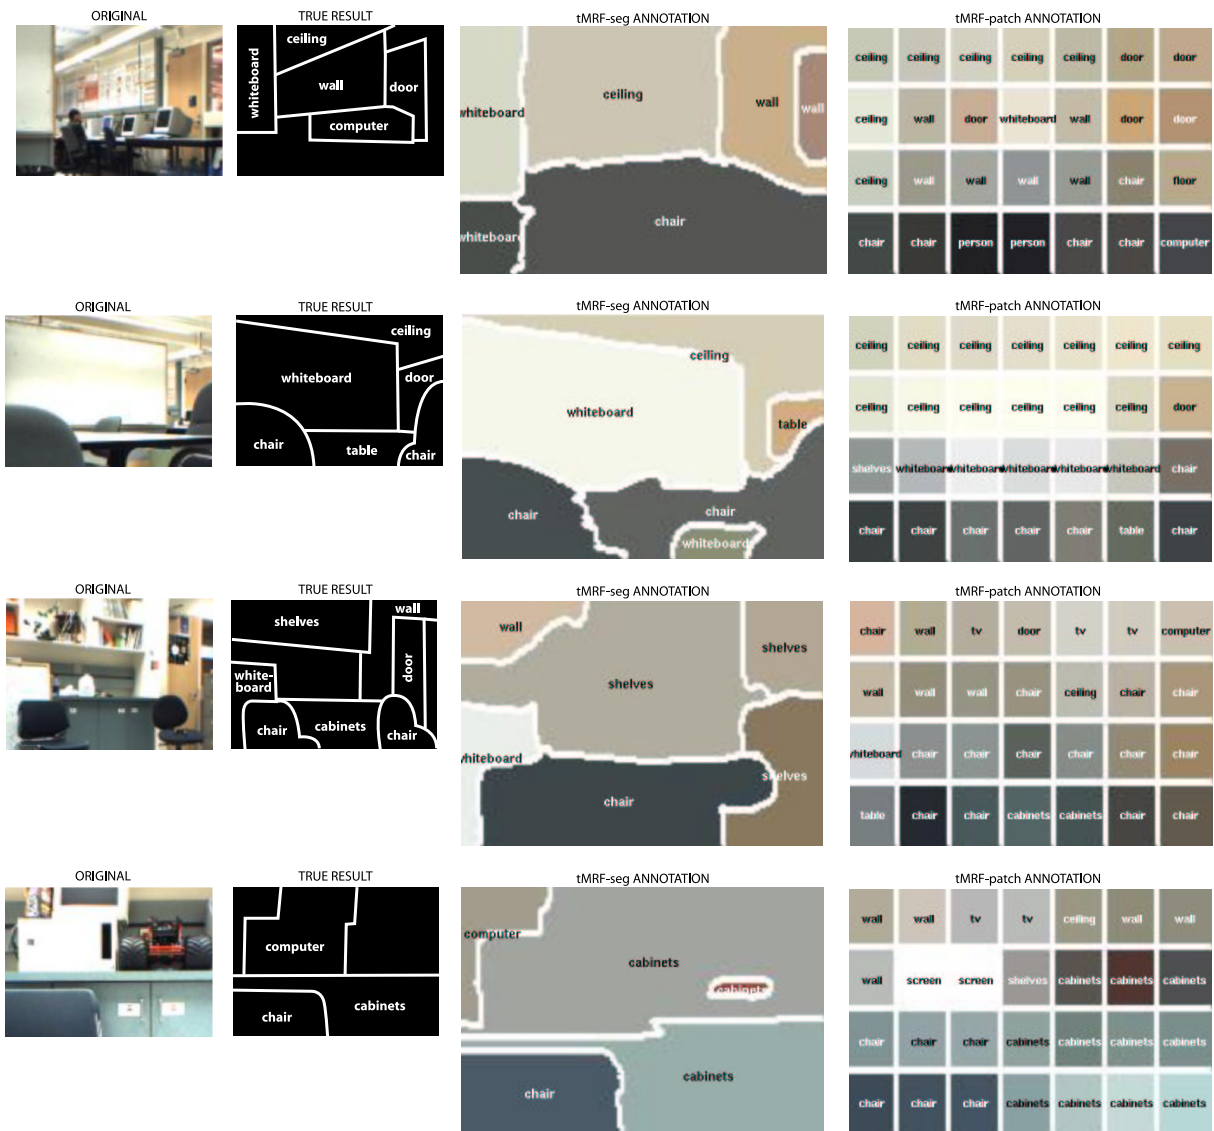 ORIGINAL TRUE RESULT tMRF-seg ANNOTATION tMRF-patch ANNOTATION
whiteboard
ceiling
wall
door
computer
whiteboard
ceiling
wall
wall
chair
whiteboard
ceiling ceiling ceiling ceiling ceiling door door
ceiling wall door whiteboard wall door door
ceiling wall wall wall wall chair floor
chair chair person person chair chair computer
ORIGINAL TRUE RESULT tMRF-seg ANNOTATION tMRF-patch ANNOTATION
ceiling
whiteboard
door
chair
table
chair
ceiling
whiteboard
table
chair
chair
whiteboard
ceiling ceiling ceiling ceiling ceiling ceiling ceiling
ceiling ceiling ceiling ceiling ceiling ceiling door
shelves whiteboard whiteboard whiteboard whiteboard whiteboard chair
chair chair chair chair chair table chair
ORIGINAL TRUE RESULT tMRF-seg ANNOTATION tMRF-patch ANNOTATION
wall
shelves
door
white-
board
chair
cabinets
chair
wall
shelves
shelves
whiteboard
shelves
chair
chair wall tv door tv tv computer
wall wall wall chair ceiling chair chair
whiteboard chair chair chair chair chair chair
table chair chair cabinets cabinets chair chair
ORIGINAL TRUE RESULT tMRF-seg ANNOTATION tMRF-patch ANNOTATION
computer
cabinets
chair
computer
cabinets
cabinets
cabinets
chair
wall wall tv tv ceiling wall wall
wall screen screen shelves cabinets cabinets cabinets
chair chair chair cabinets cabinets cabinets cabinets
chair chair chair cabinets cabinets cabinets cabinets